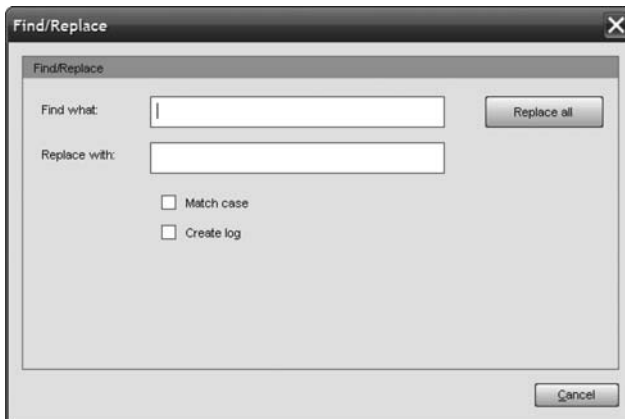 Find/Replace
Find/Replace
Find what:
Replace all
Replace with:
Match case
Create log
Cancel